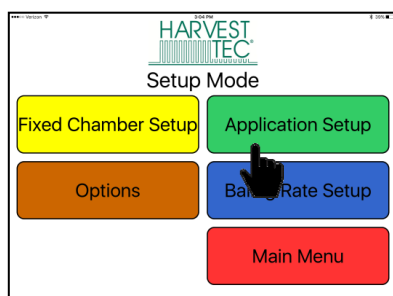 Verizon 3:04 PM 39%
HARVEST
TEC
Setup Mode
Fixed Chamber Setup Application Setup
Options Baling Rate Setup
Main Menu